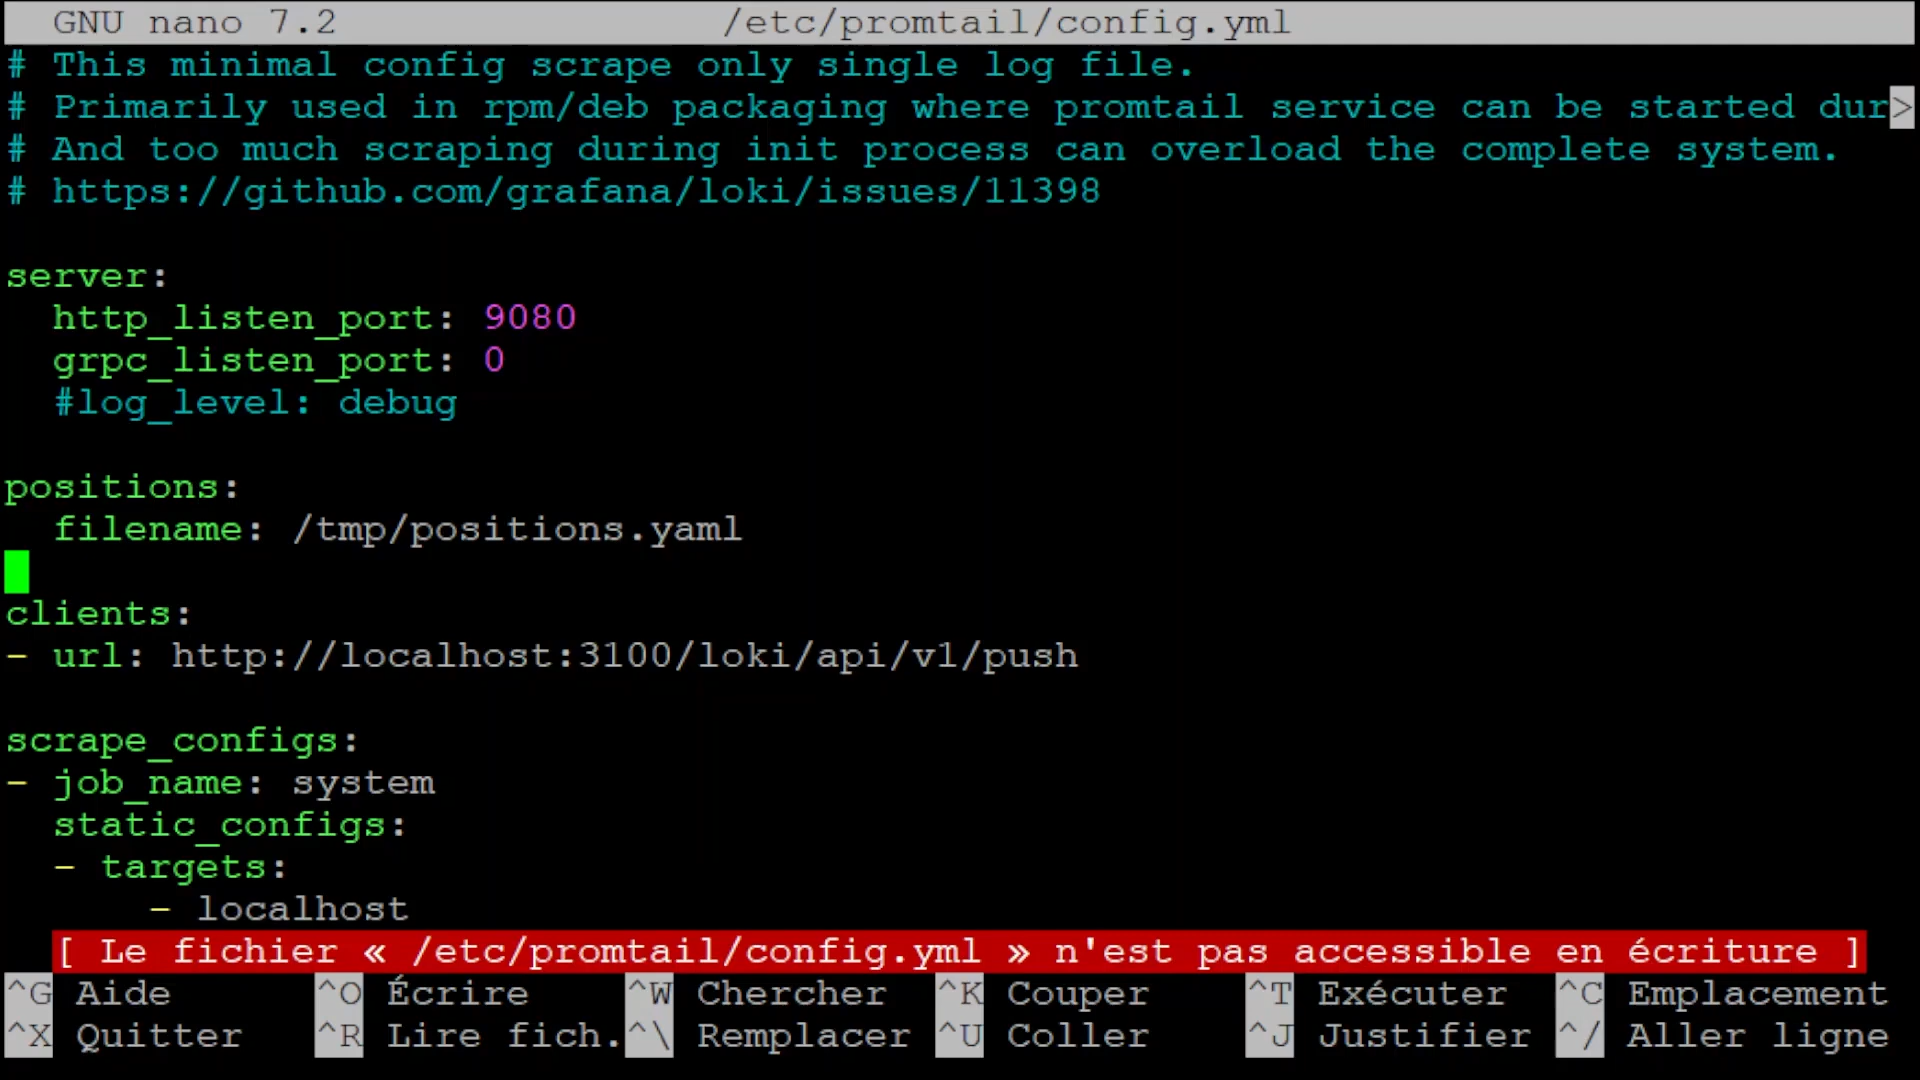 GNU nano 7.2 /etc/promtail/config.yml
# This minimal config scrape only single log file.
# Primarily used in rpm/deb packaging where promtail service can be started dur>
# And too much scraping during init process can overload the complete system.
# https://github.com/grafana/loki/issues/11398
server:
  http_listen_port: 9080
  grpc_listen_port: 0
  #log_level: debug
positions:
  filename: /tmp/positions.yaml
clients:
- url: http://localhost:3100/loki/api/v1/push
scrape_configs:
- job_name: system
  static_configs:
  - targets:
      - localhost
[ Le fichier « /etc/promtail/config.yml » n'est pas accessible en écriture ]
^G Aide ^O Écrire ^W Chercher ^K Couper ^T Exécuter ^C Emplacement
^X Quitter ^R Lire fich. ^\ Remplacer ^U Coller ^J Justifier ^/ Aller ligne